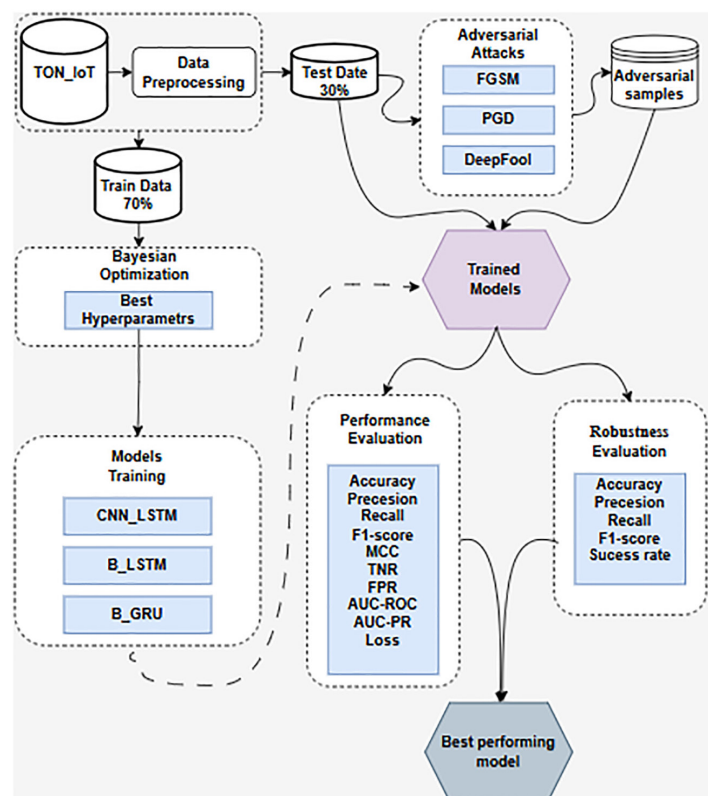 TON_IoT
Data
Preprocessing
Test Date
30%
Adversarial
Attacks
FGSM
PGD
DeepFool
Adversarial
samples
Train Data
70%
Bayesian
Optimization
Best
Hyperparametrs
Trained
Models
Models
Training
CNN_LSTM
B_LSTM
B_GRU
Performance
Evaluation
Accuracy
Precesion
Recall
F1-score
MCC
TNR
FPR
AUC-ROC
AUC-PR
Loss
Robustness
Evaluation
Accuracy
Precesion
Recall
F1-score
Sucess rate
Best performing
model